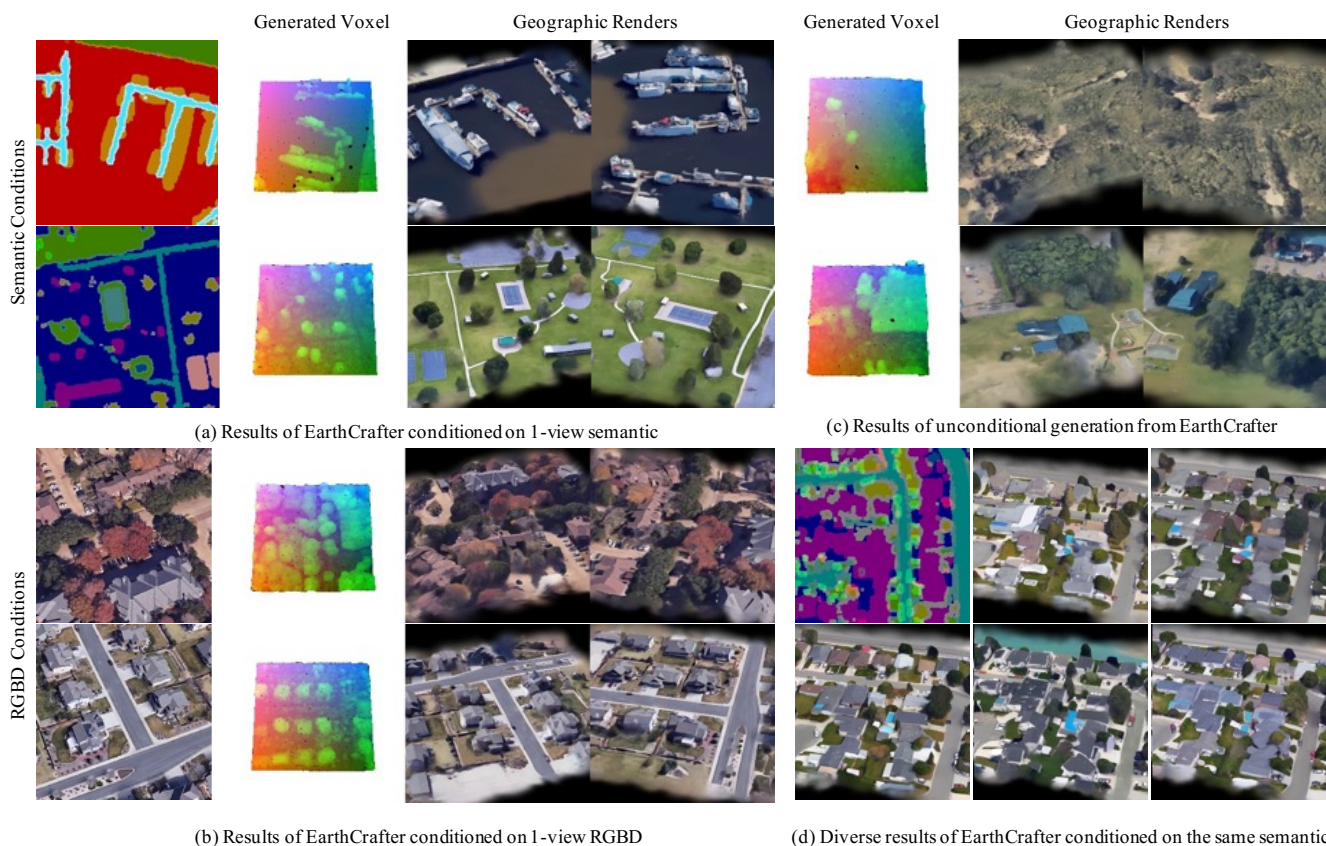 Generated Voxel
Geographic Renders
Generated Voxel
Geographic Renders
Semantic Conditions
(a) Results of EarthCrafter conditioned on 1-view semantic
(c) Results of unconditional generation from EarthCrafter
RGBD Conditions
(b) Results of EarthCrafter conditioned on 1-view RGBD
(d) Diverse results of EarthCrafter conditioned on the same semantic